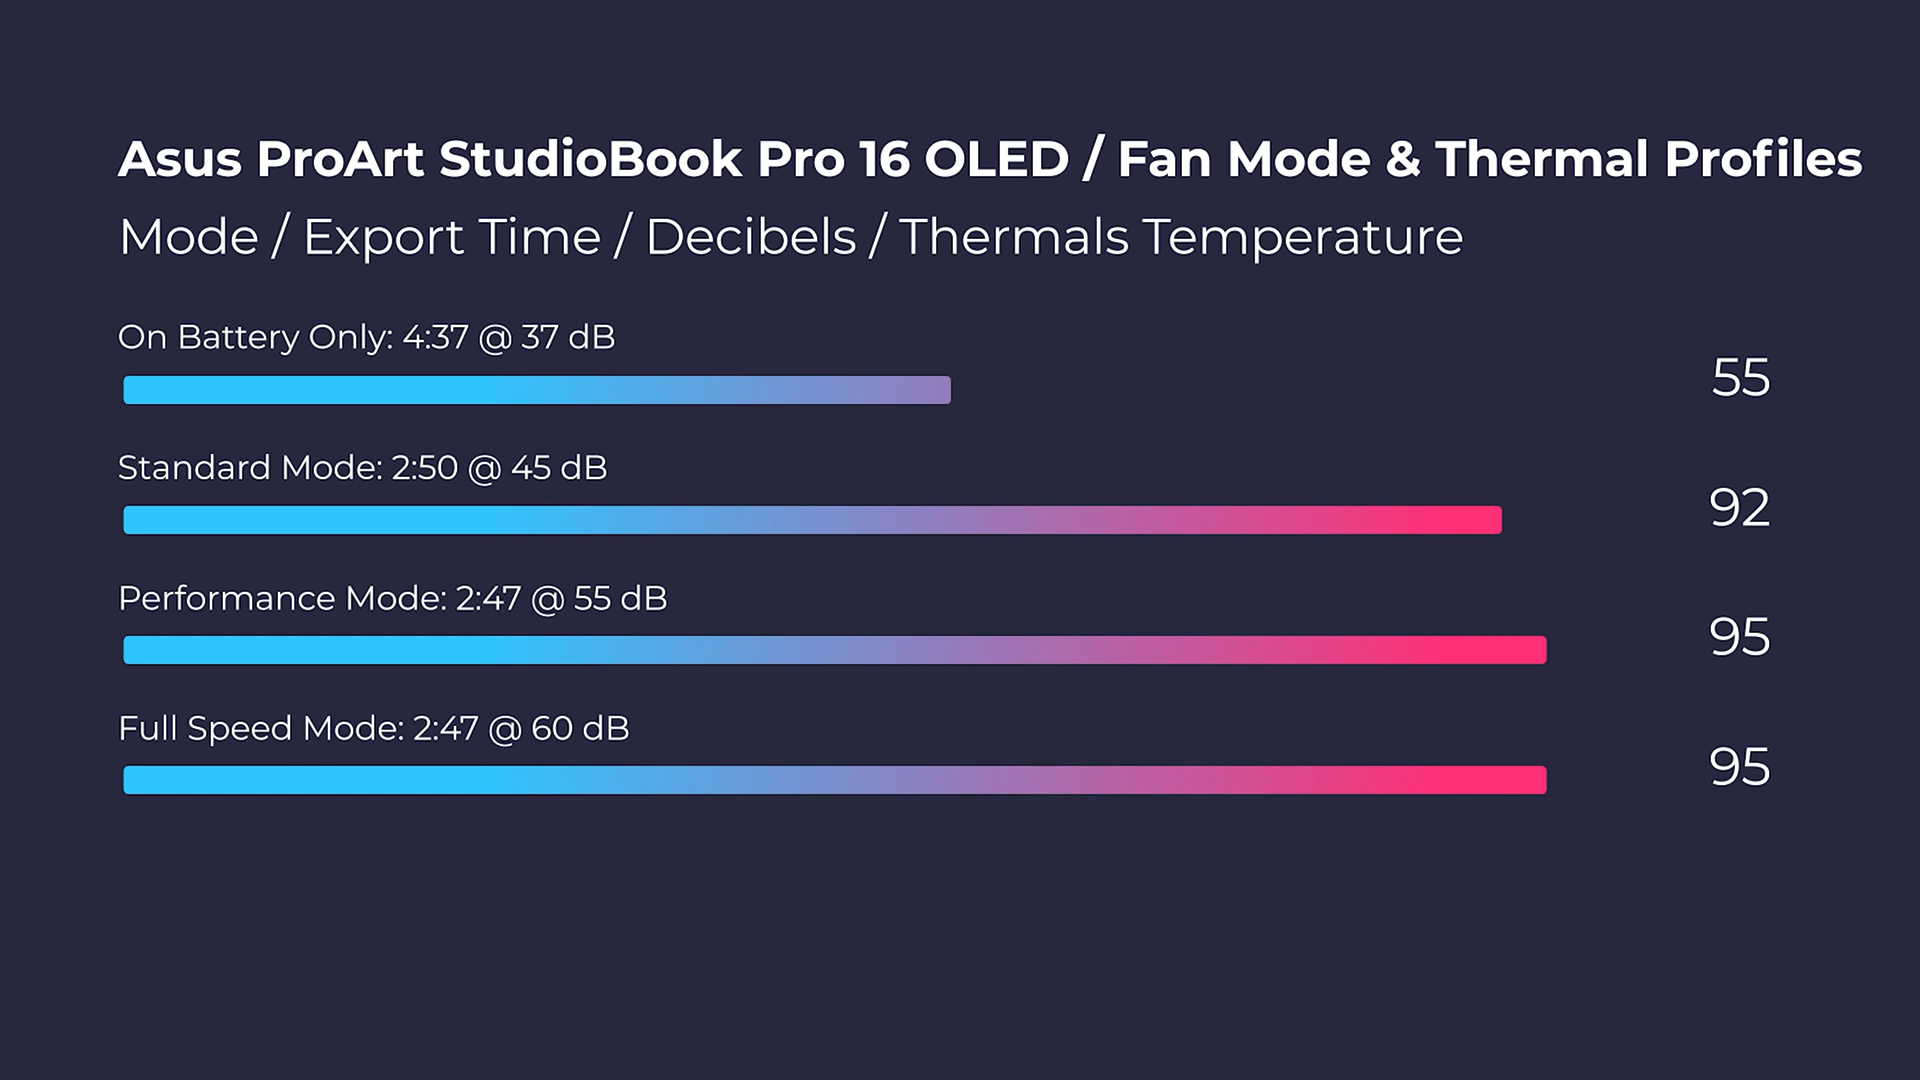 Asus ProArt StudioBook Pro 16 OLED / Fan Mode & Thermal Profiles
Mode / Export Time / Decibels / Thermals Temperature
On Battery Only: 4:37 @ 37 dB
55
Standard Mode: 2:50 @ 45 dB
92
Performance Mode: 2:47 @ 55 dB
95
Full Speed Mode: 2:47 @ 60 dB
95